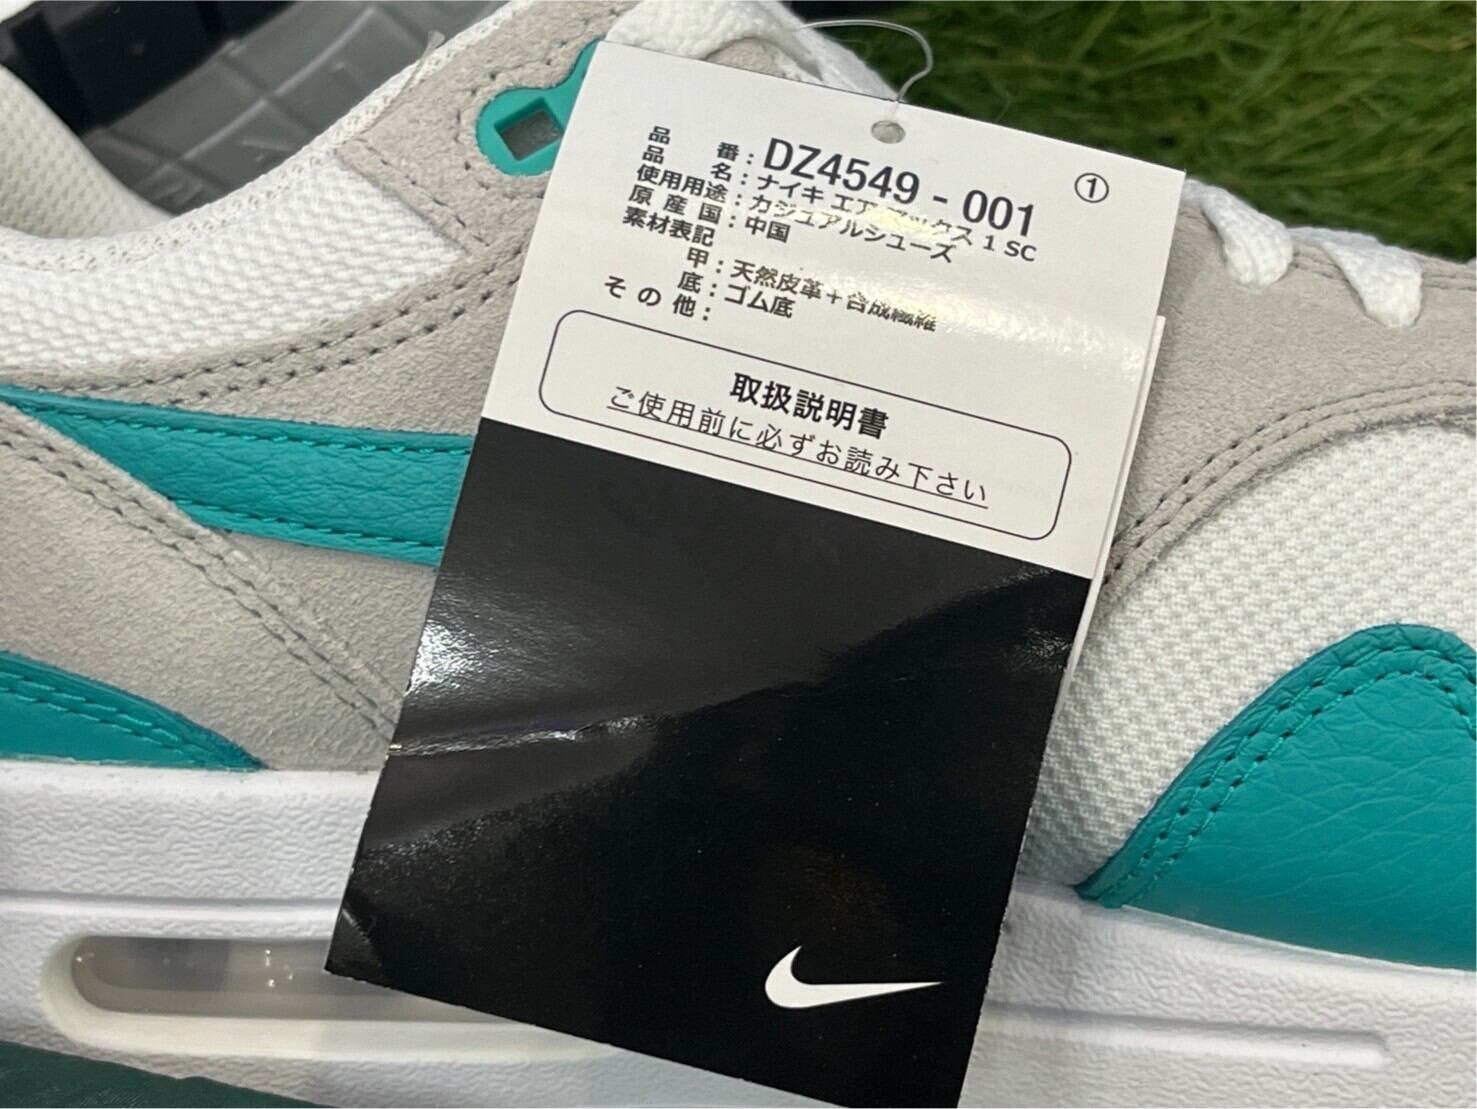 ①
品 番：DZ4549 - 001
品 名：ナイキ エア マックス 1 SC
使用用途：カジュアルシューズ
原 産 国：中国
素材表記
甲：天然皮革＋合成繊維
底：ゴム底
そ の 他：
取扱説明書
ご使用前に必ずお読み下さい